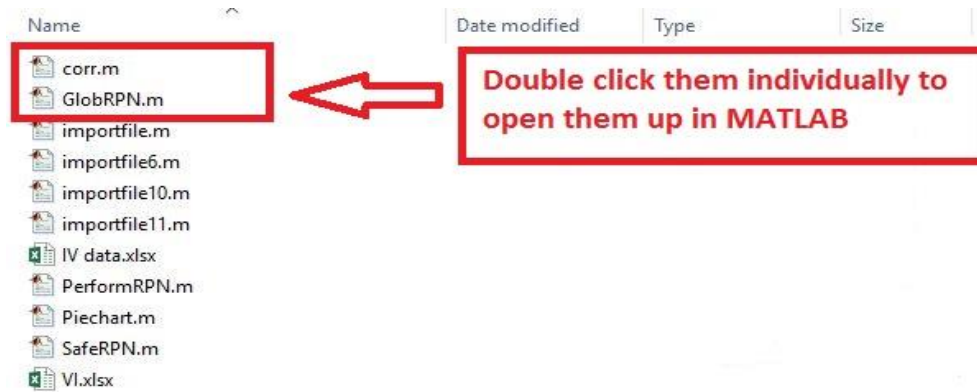 Name Date modified Type Size
corr.m
GlobRPN.m
Double click them individually to
open them up in MATLAB
importfile.m
importfile6.m
importfile10.m
importfile11.m
IV data.xlsx
PerformRPN.m
Piechart.m
SafeRPN.m
VI.xlsx